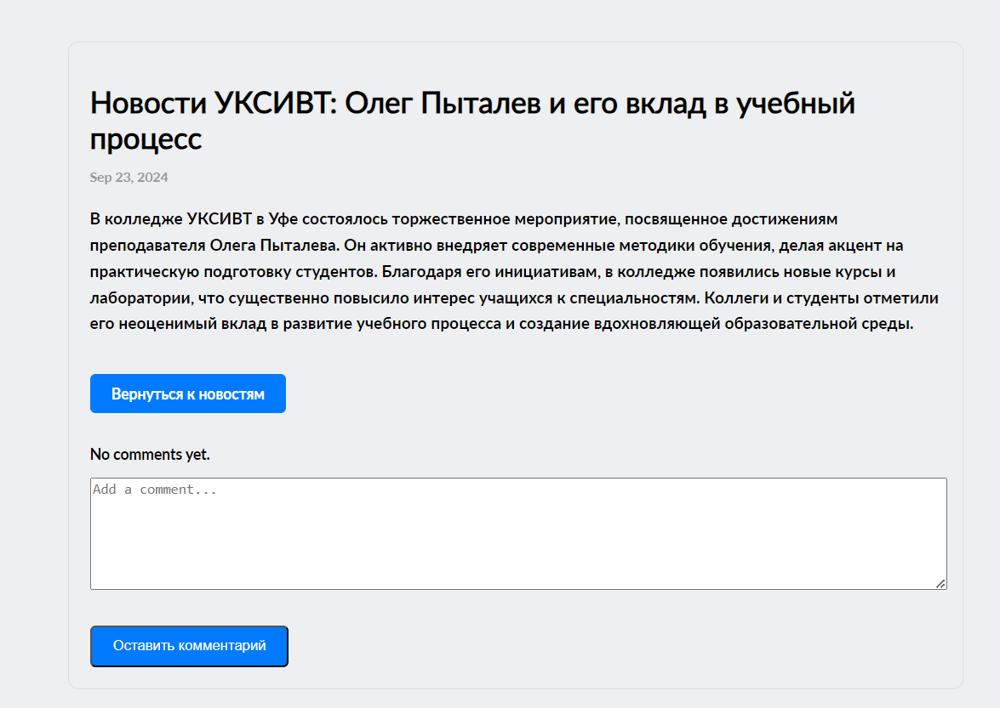 Новости УКСИВТ: Олег Пыталев и его вклад в учебный
процесс
Sep 23, 2024
В колледже УКСИВТ в Уфе состоялось торжественное мероприятие, посвященное достижениям
преподавателя Олега Пыталева. Он активно внедряет современные методики обучения, делая акцент на
практическую подготовку студентов. Благодаря его инициативам, в колледже появились новые курсы и
лаборатории, что существенно повысило интерес учащихся к специальностям. Коллеги и студенты отметили
его неоценимый вклад в развитие учебного процесса и создание вдохновляющей образовательной среды.
Вернуться к новостям
No comments yet.
Add a comment...
Оставить комментарий